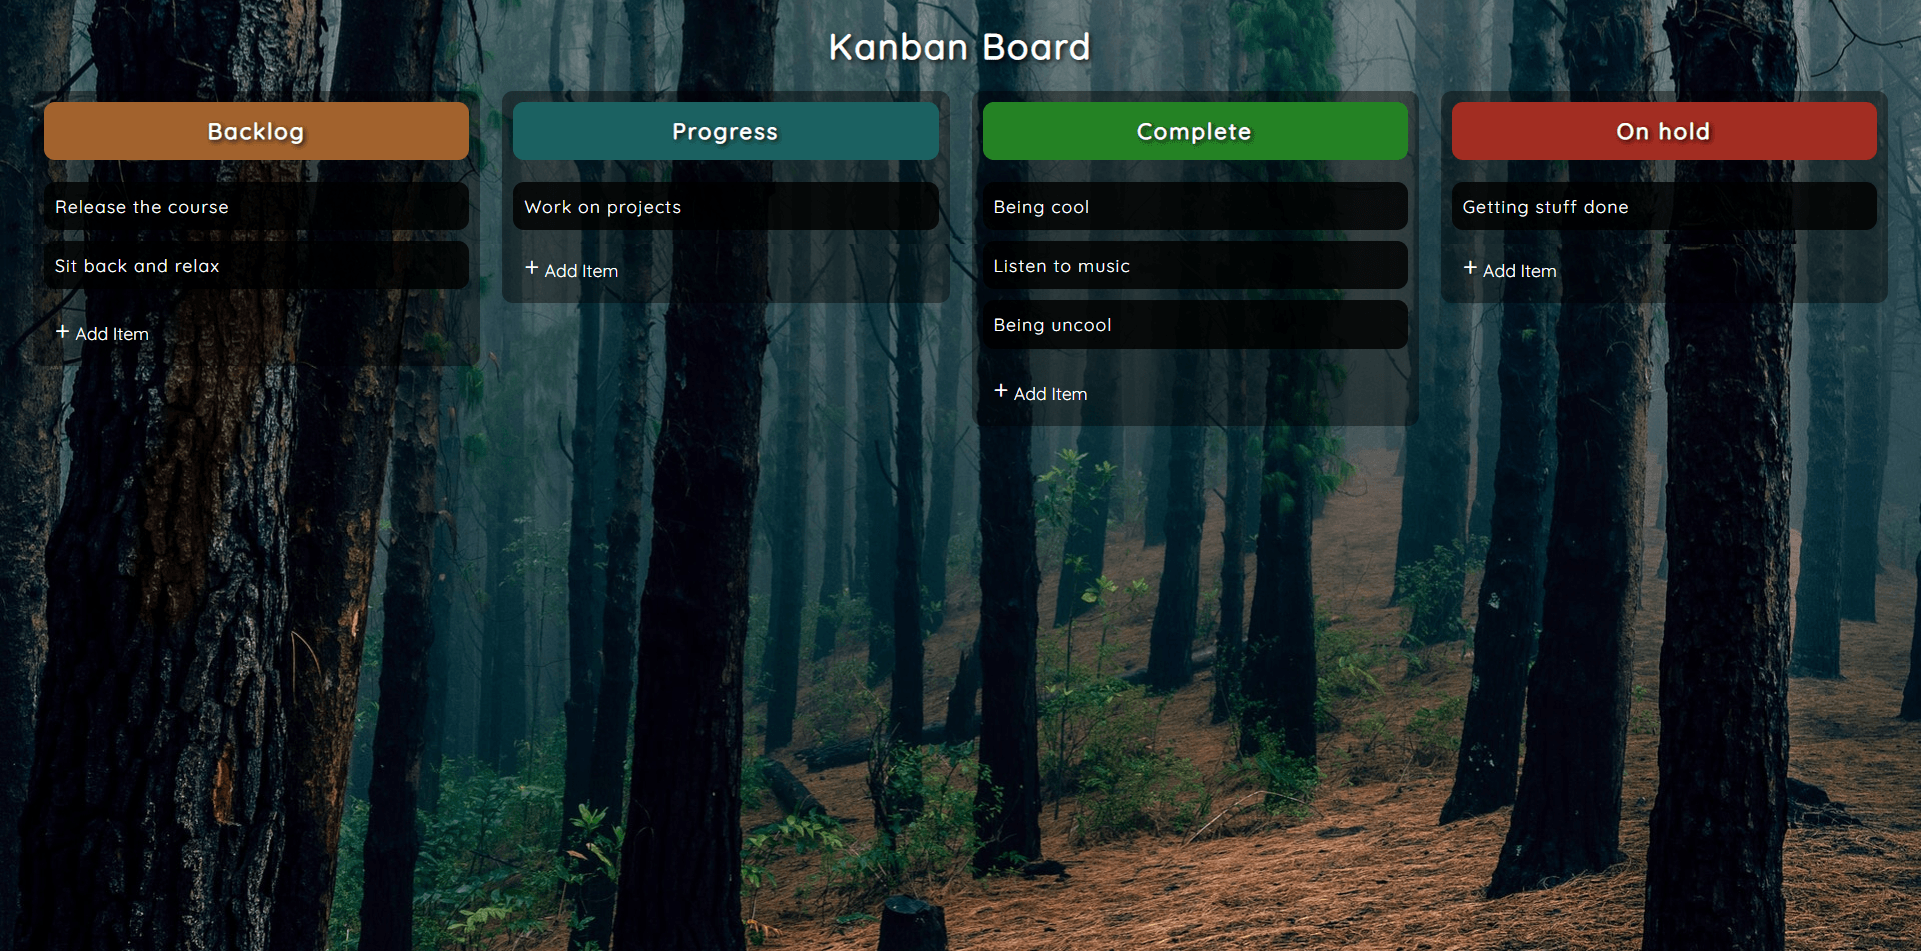 Kanban Board
Backlog
Release the course
Sit back and relax
+ Add Item
Progress
Work on projects
+ Add Item
Complete
Being cool
Listen to music
Being uncool
+ Add Item
On hold
Getting stuff done
+ Add Item